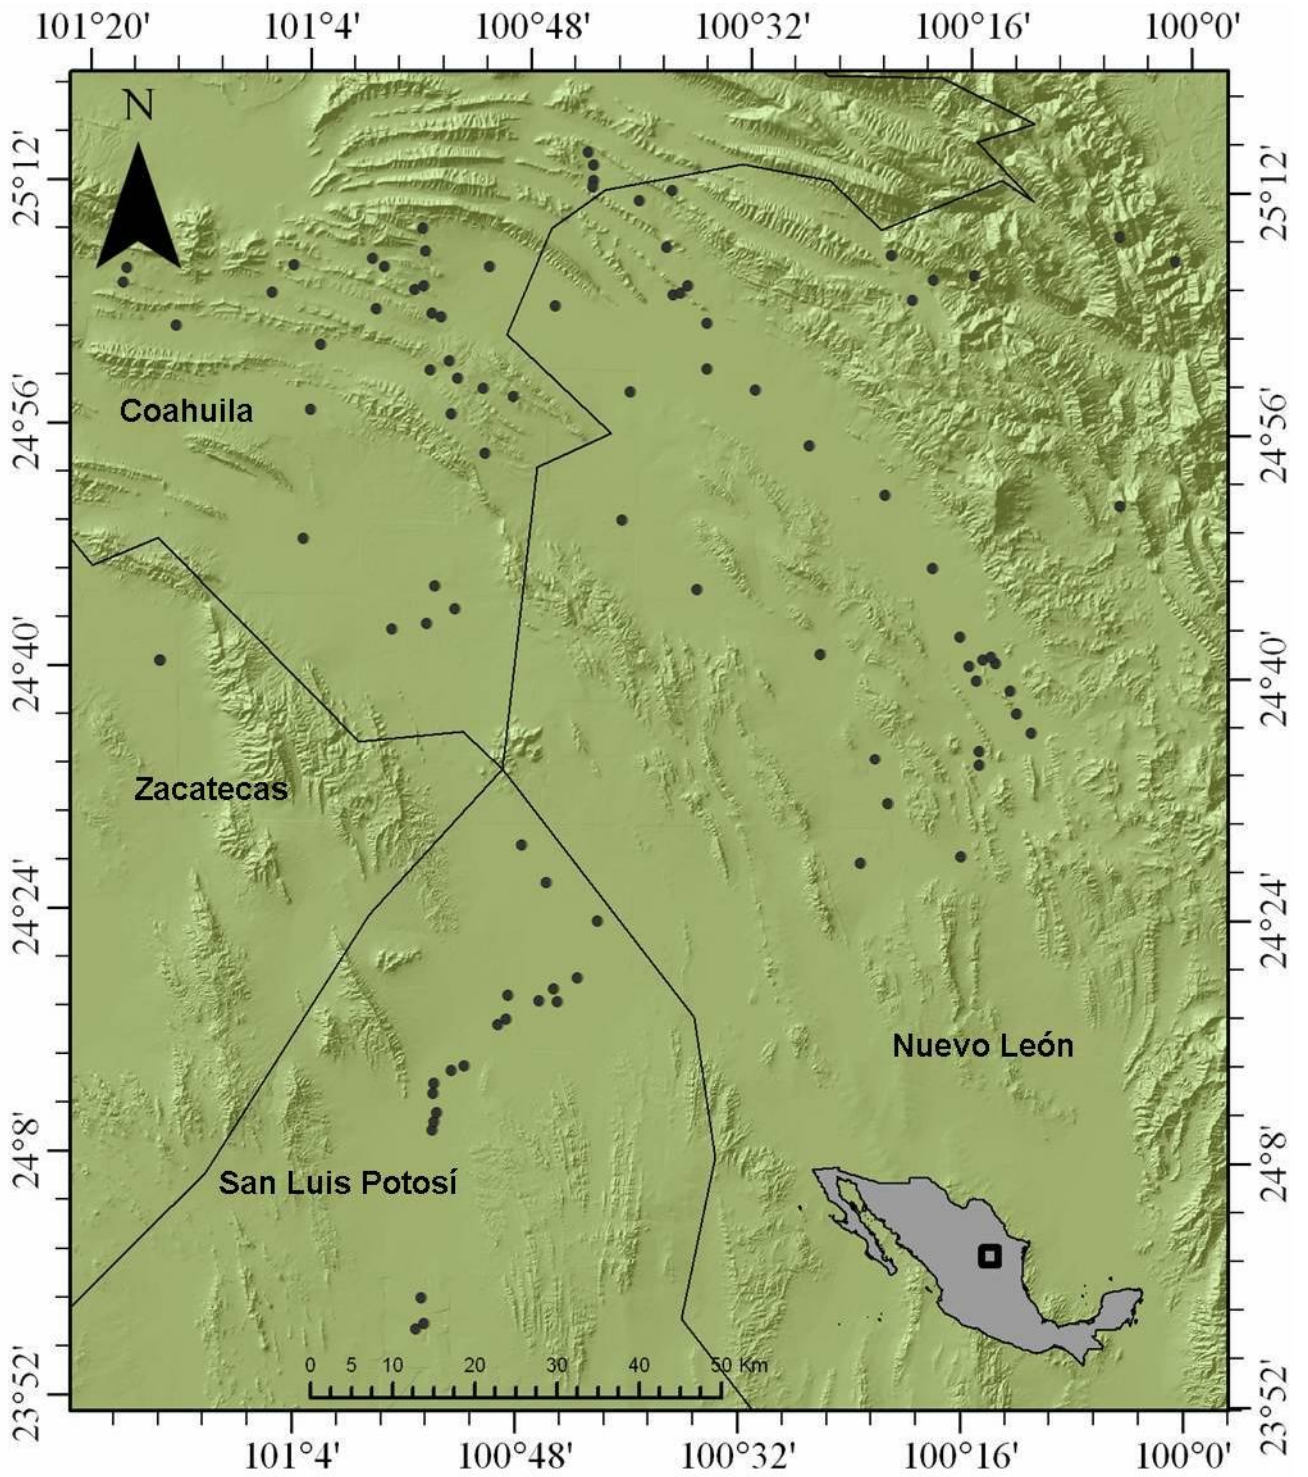 101°20' 101°4' 100°48' 100°32' 100°16' 100°0'
N
25°12' 25°12'
Coahuila
24°56' 24°56'
24°40' 24°40'
Zacatecas
24°24' 24°24'
Nuevo León
24°8' 24°8'
San Luis Potosí
0 5 10 20 30 40 50 Km
23°52' 23°52'
101°4' 100°48' 100°32' 100°16' 100°0'